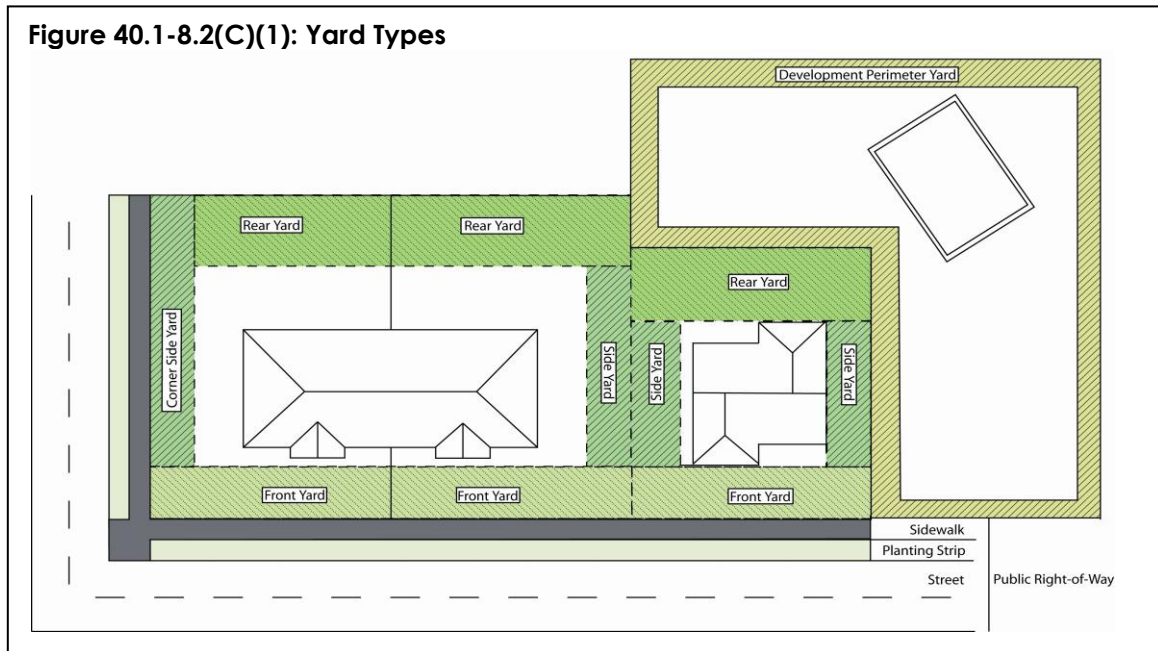 Figure 40.1-8.2(C)(1): Yard Types
Development Perimeter Yard
Rear Yard
Rear Yard
Rear Yard
Corner Side Yard
Side Yard
Side Yard
Side Yard
Front Yard
Front Yard
Front Yard
Sidewalk
Planting Strip
Street
Public Right-of-Way